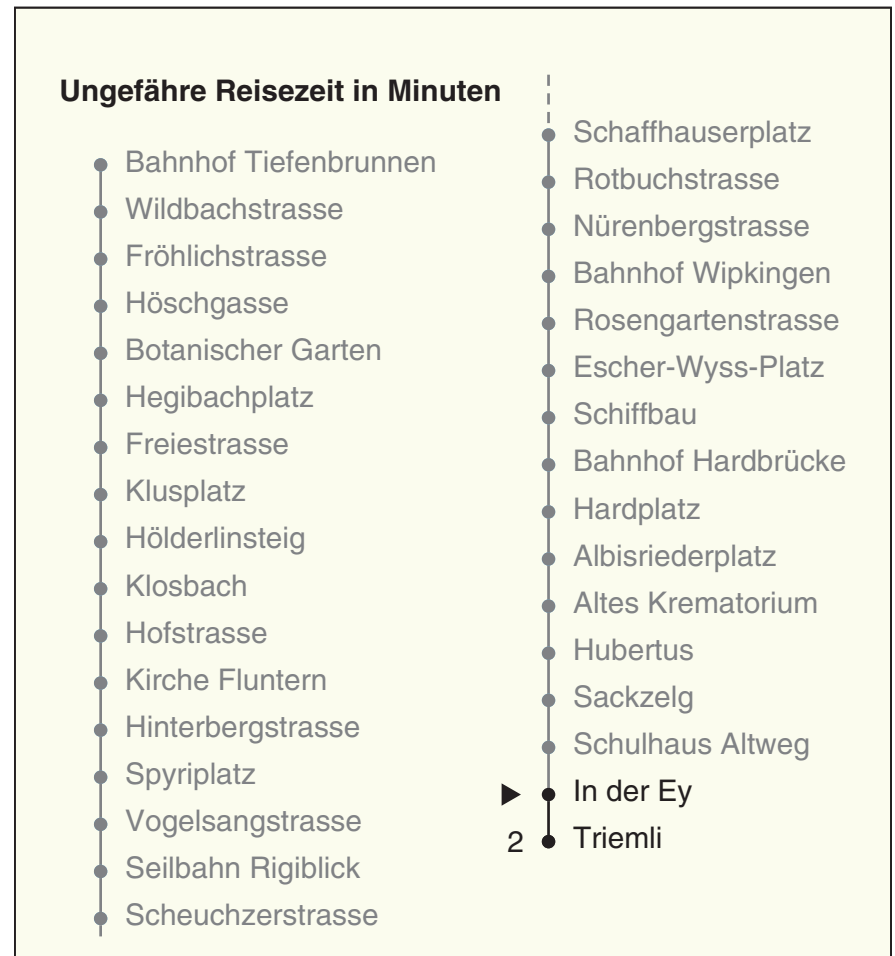 Ungefähre Reisezeit in Minuten
Bahnhof Tiefenbrunnen
Wildbachstrasse
Fröhlichstrasse
Höschgasse
Botanischer Garten
Hegibachplatz
Freiestrasse
Klusplatz
Hölderlinsteig
Klosbach
Hofstrasse
Kirche Fluntern
Hinterbergstrasse
Spyriplatz
Vogelsangstrasse
Seilbahn Rigiblick
Scheuchzerstrasse
Schaffhauserplatz
Rotbuchstrasse
Nürenbergstrasse
Bahnhof Wipkingen
Rosengartenstrasse
Escher-Wyss-Platz
Schiffbau
Bahnhof Hardbrücke
Hardplatz
Albisriederplatz
Altes Krematorium
Hubertus
Sackzelg
Schulhaus Altweg
In der Ey
2 Triemli